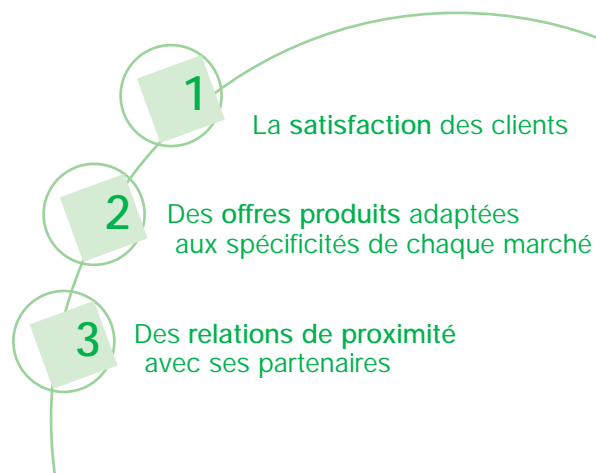 1
La satisfaction des clients
2
Des offres produits adaptées
aux spécificités de chaque marché
3
Des relations de proximité
avec ses partenaires